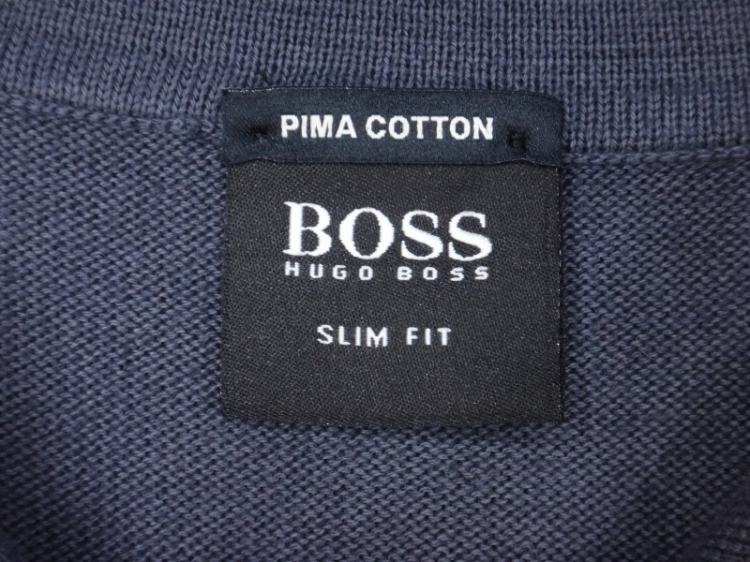 PIMA COTTON
BOSS
HUGO BOSS
SLIM FIT